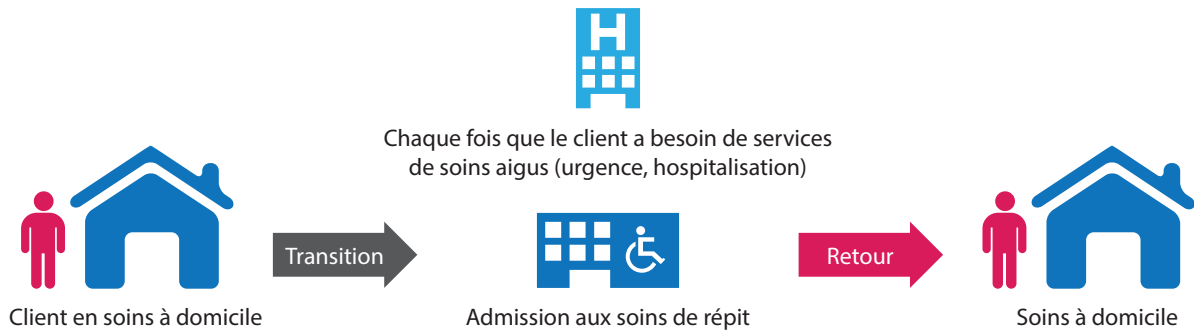 H
Chaque fois que le client a besoin de services
de soins aigus (urgence, hospitalisation)
Transition
Retour
Client en soins à domicile
Admission aux soins de répit
Soins à domicile